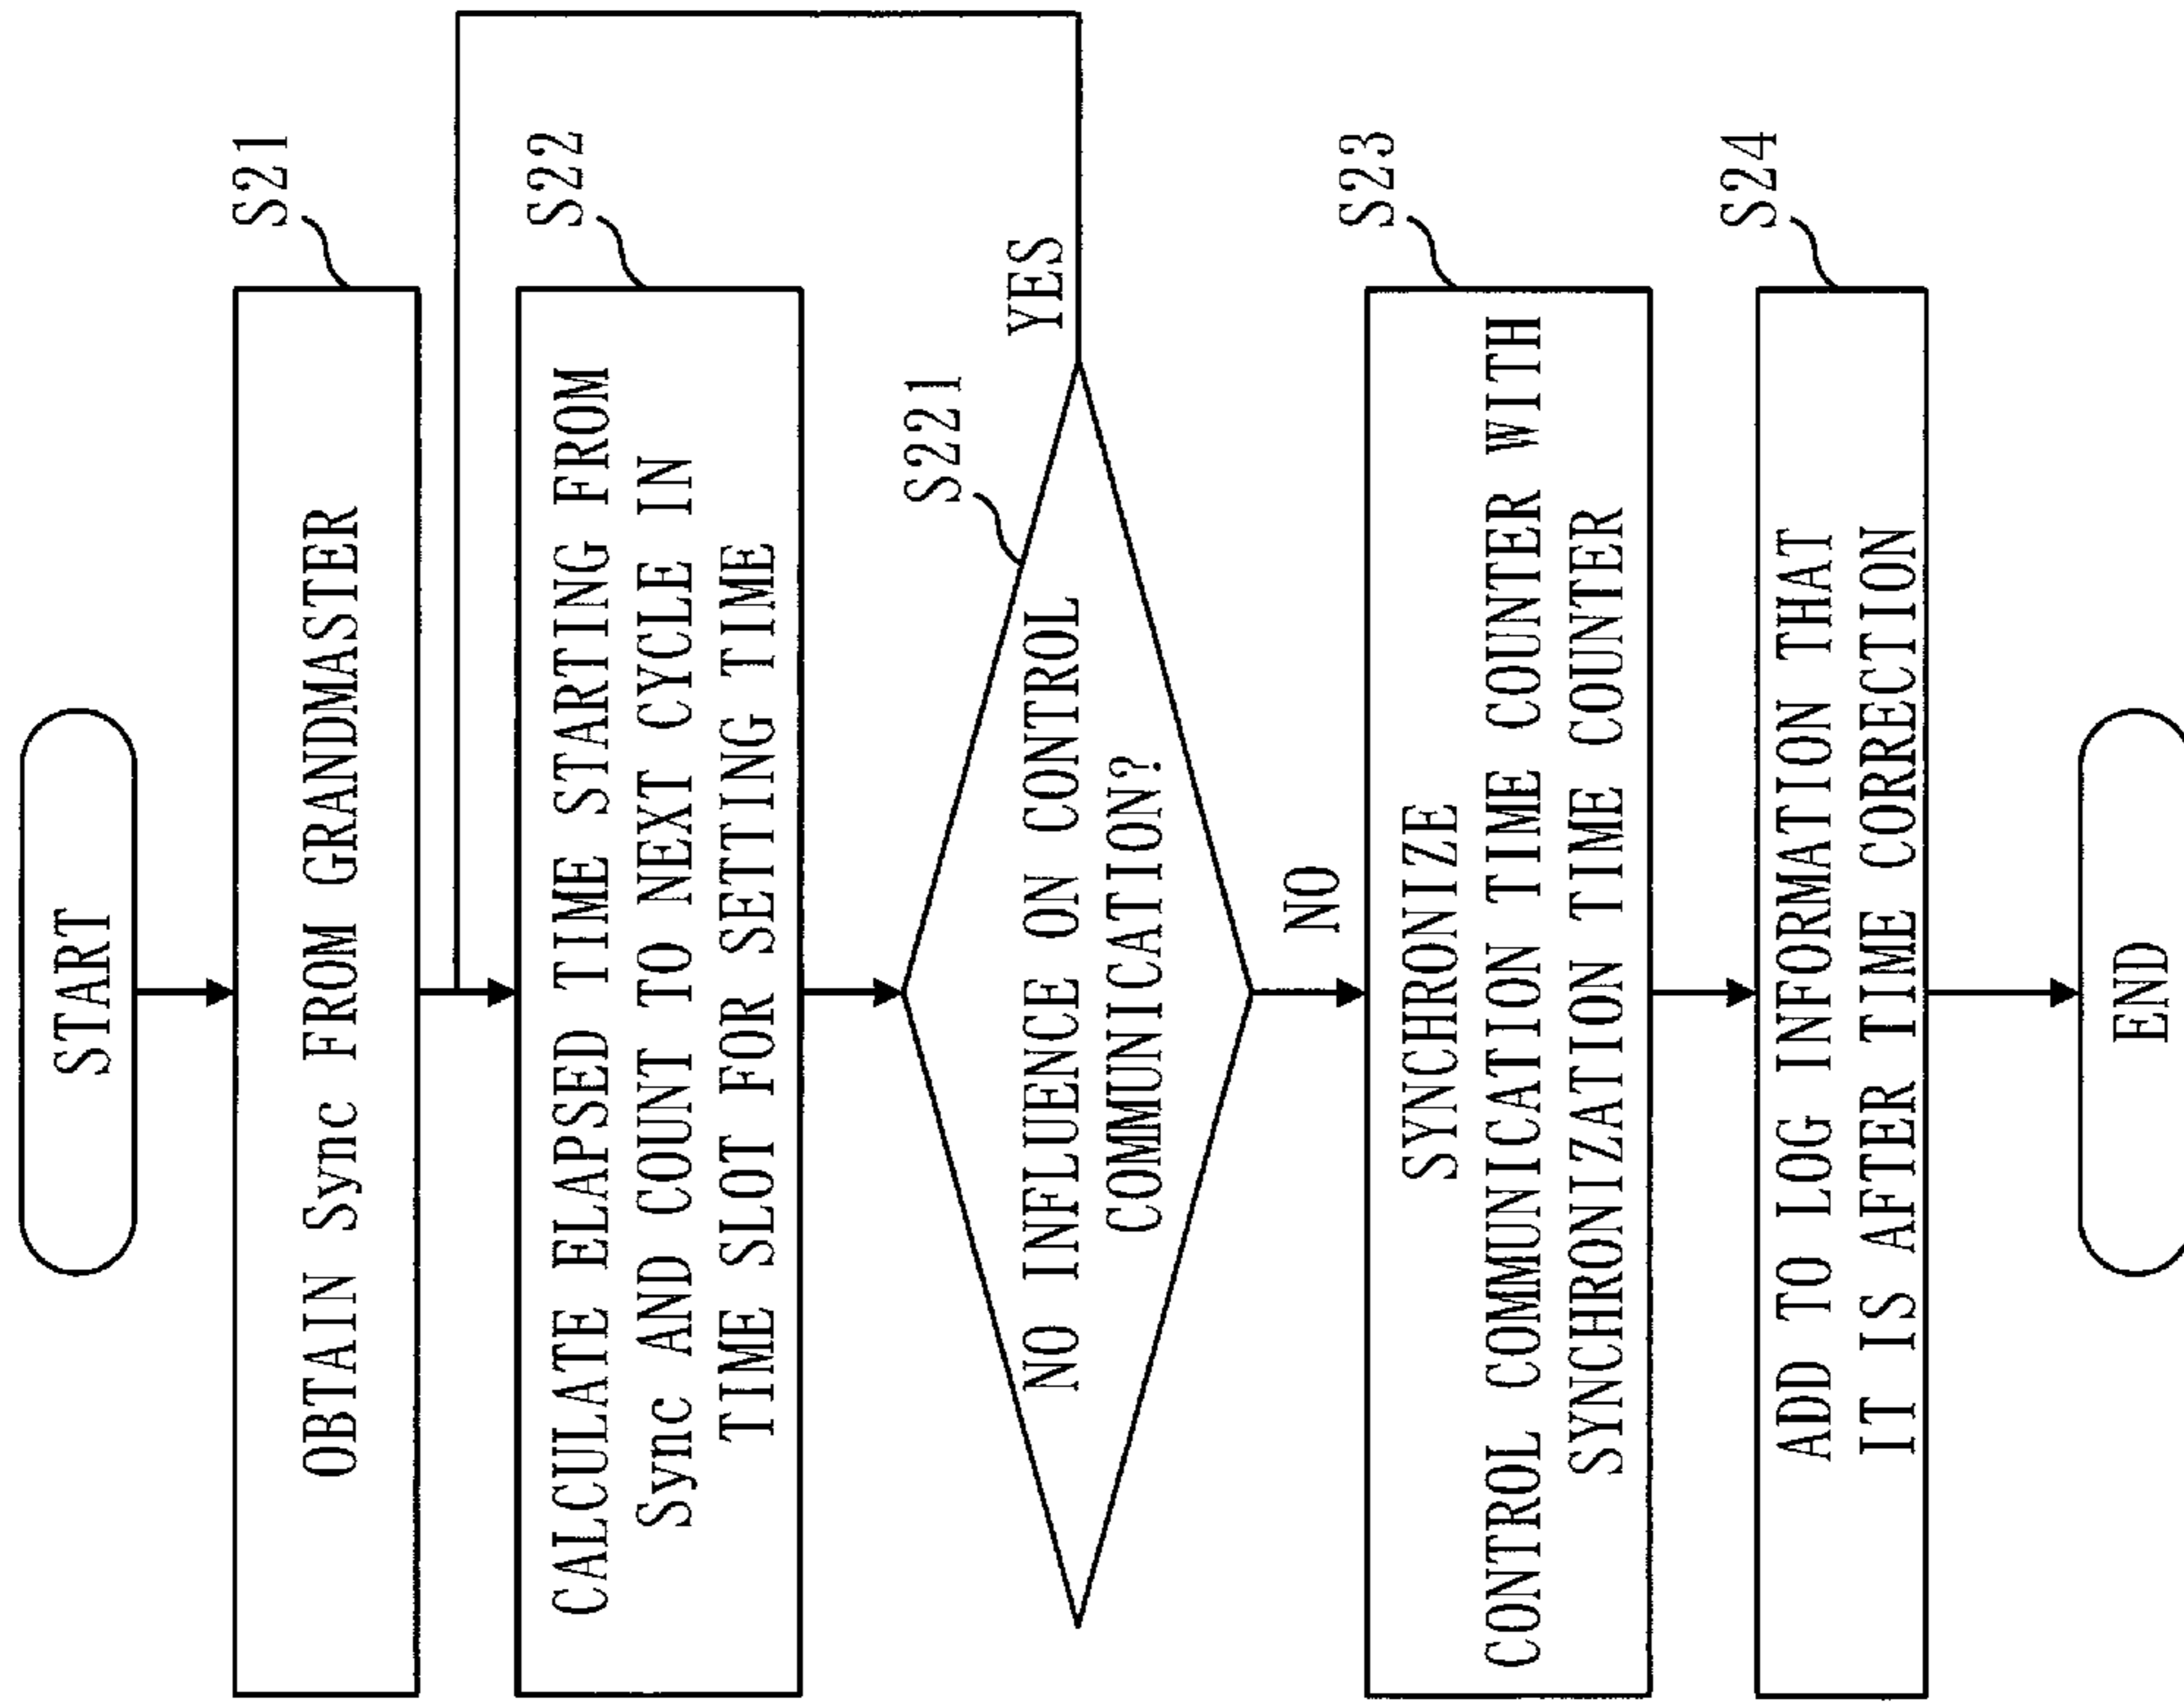 START
S21
OBTAIN Sync FROM GRANDMASTER
S22
CALCULATE ELAPSED TIME STARTING FROM
Sync AND COUNT TO NEXT CYCLE IN
TIME SLOT FOR SETTING TIME
S221
NO INFLUENCE ON CONTROL
COMMUNICATION?
YES
NO
S23
SYNCHRONIZE
CONTROL COMMUNICATION TIME COUNTER WITH
SYNCHRONIZATION TIME COUNTER
S24
ADD TO LOG INFORMATION THAT
IT IS AFTER TIME CORRECTION
END